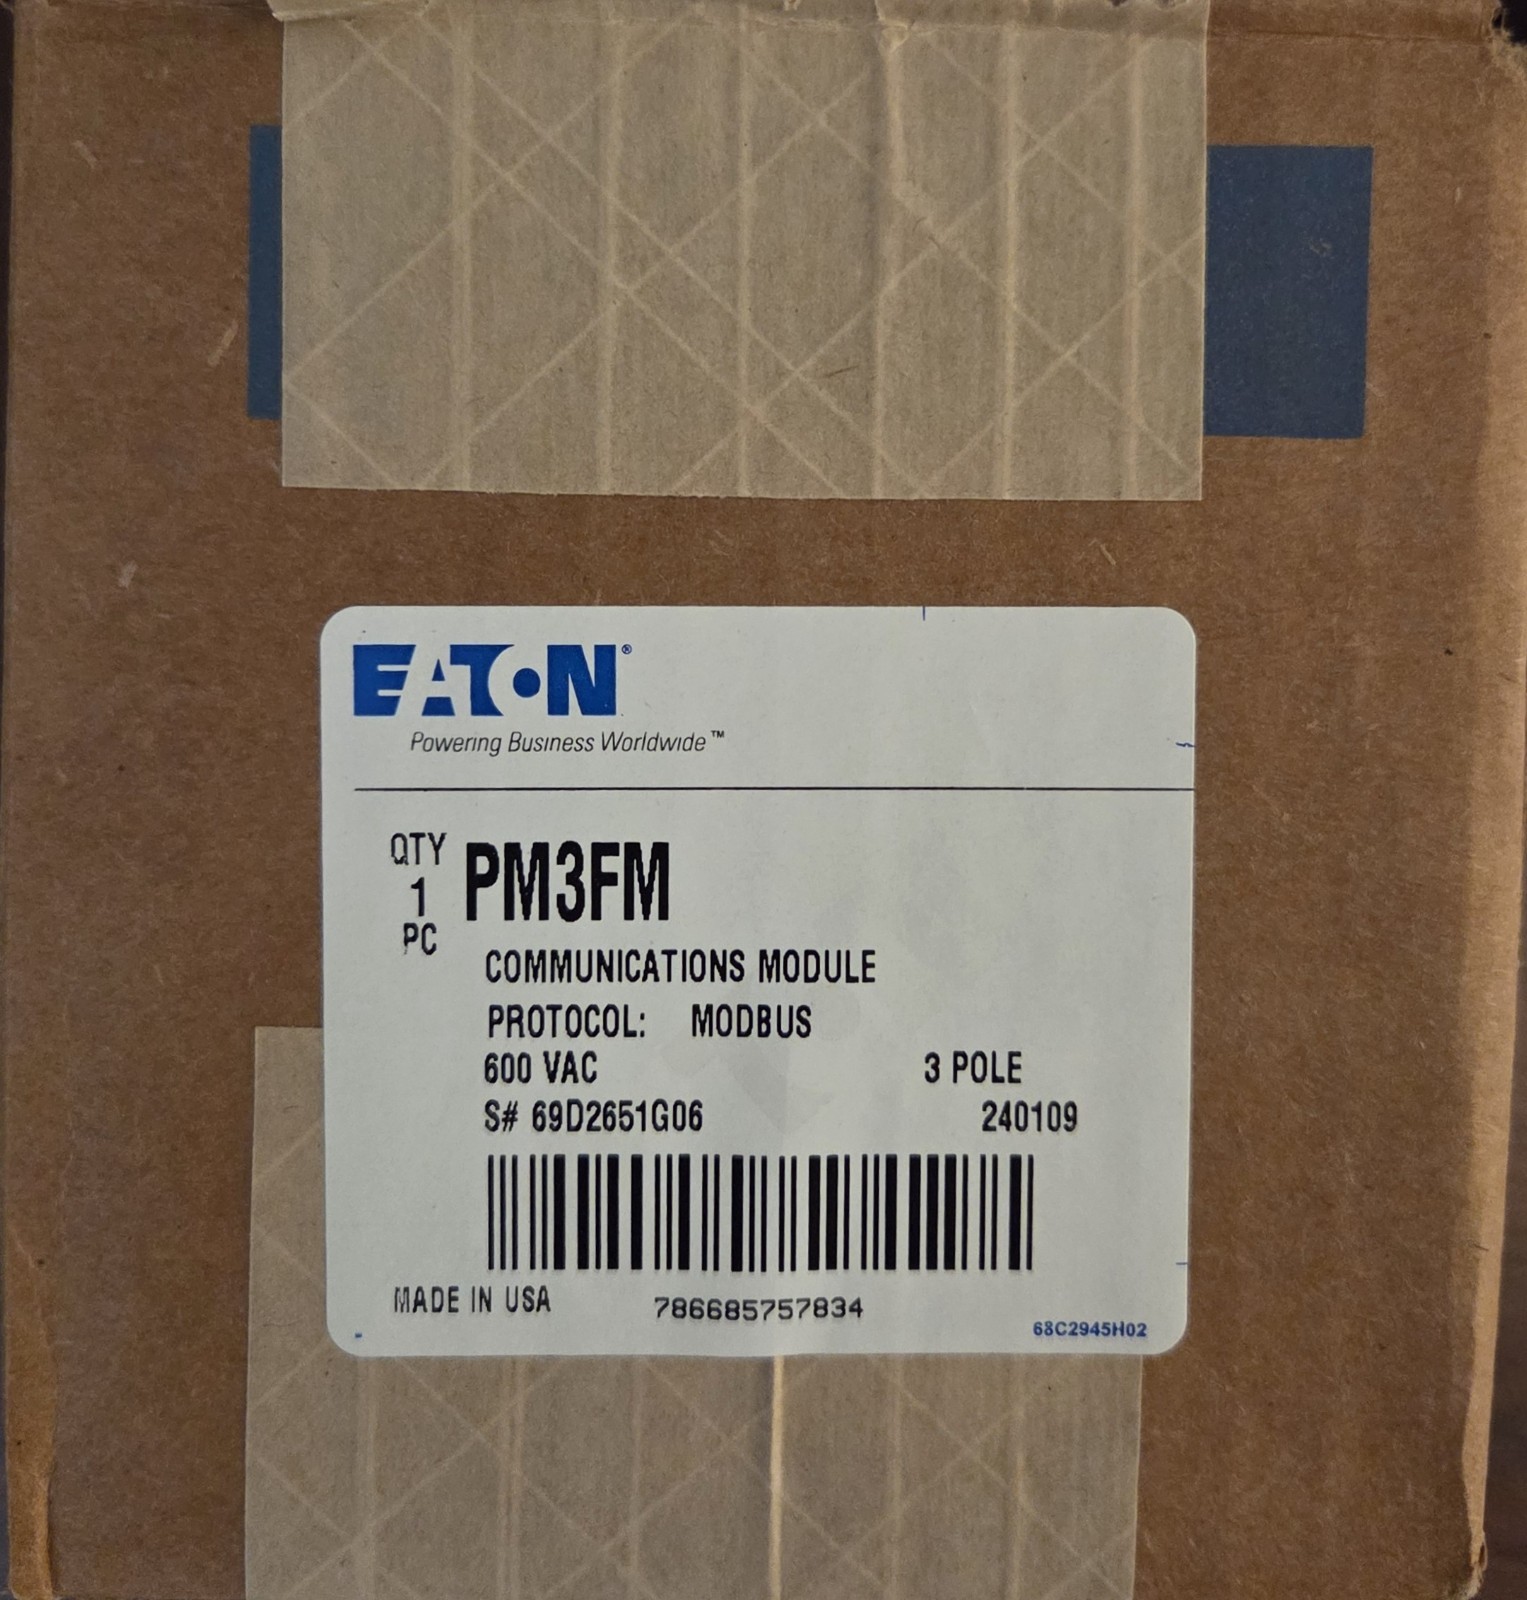 EATON®
Powering Business Worldwide™
QTY
1
PC
PM3FM
COMMUNICATIONS MODULE
PROTOCOL: MODBUS
600 VAC 3 POLE
S# 69D2651G06 240109
MADE IN USA 786685757834
68C2945H02